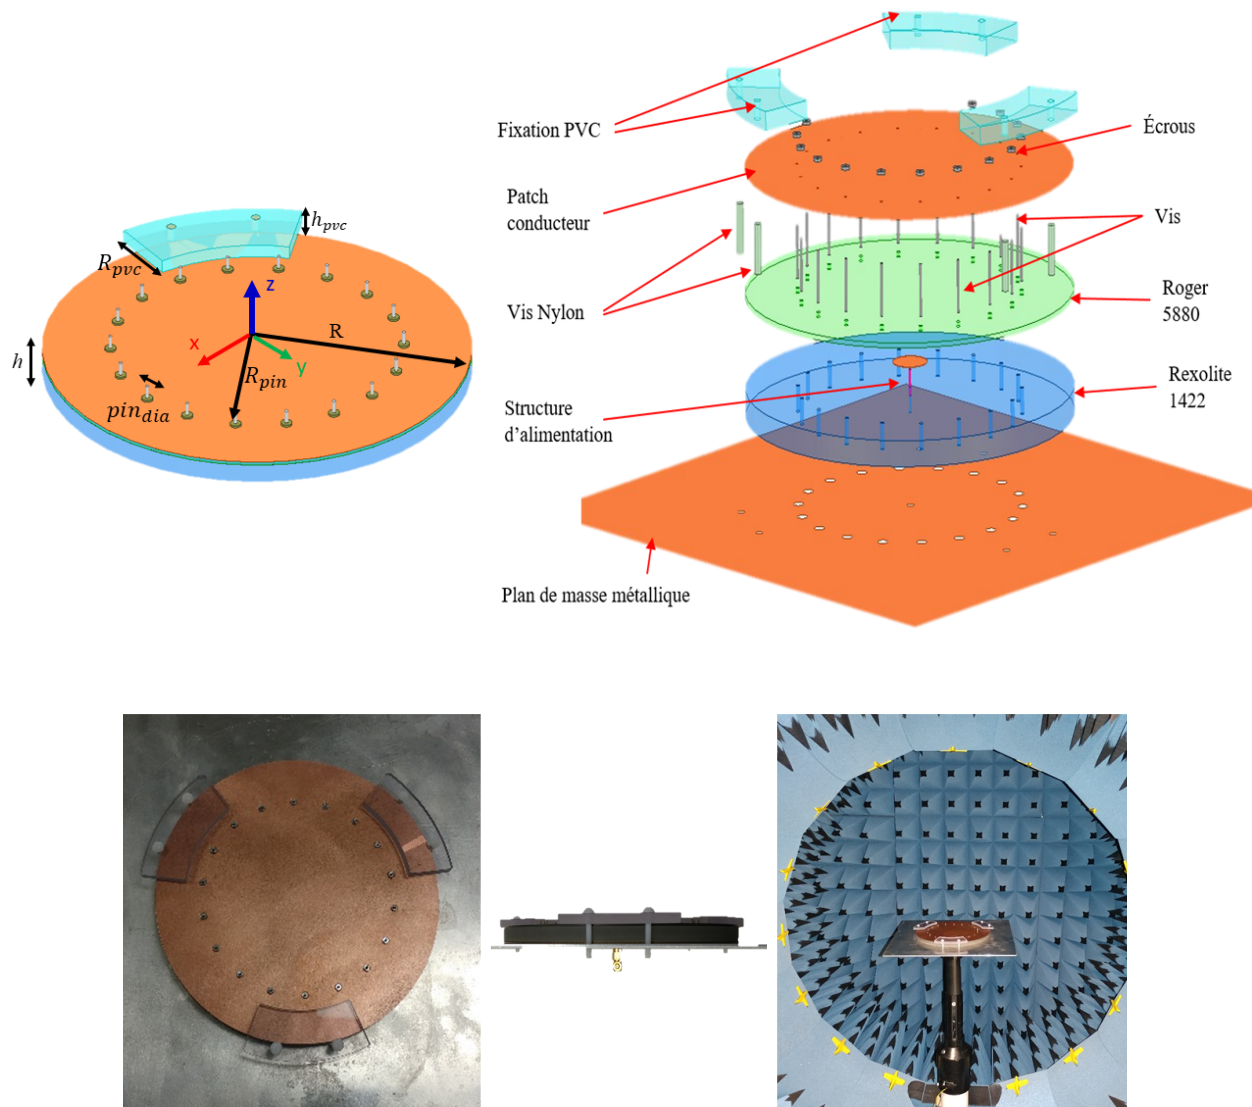 h_pvc
R_pvc
z
R
x
y
h
R_pin
pin_dia
Fixation PVC
Écrous
Patch
conducteur
Vis
Vis Nylon
Roger
5880
Rexolite
1422
Structure
d’alimentation
Plan de masse métallique